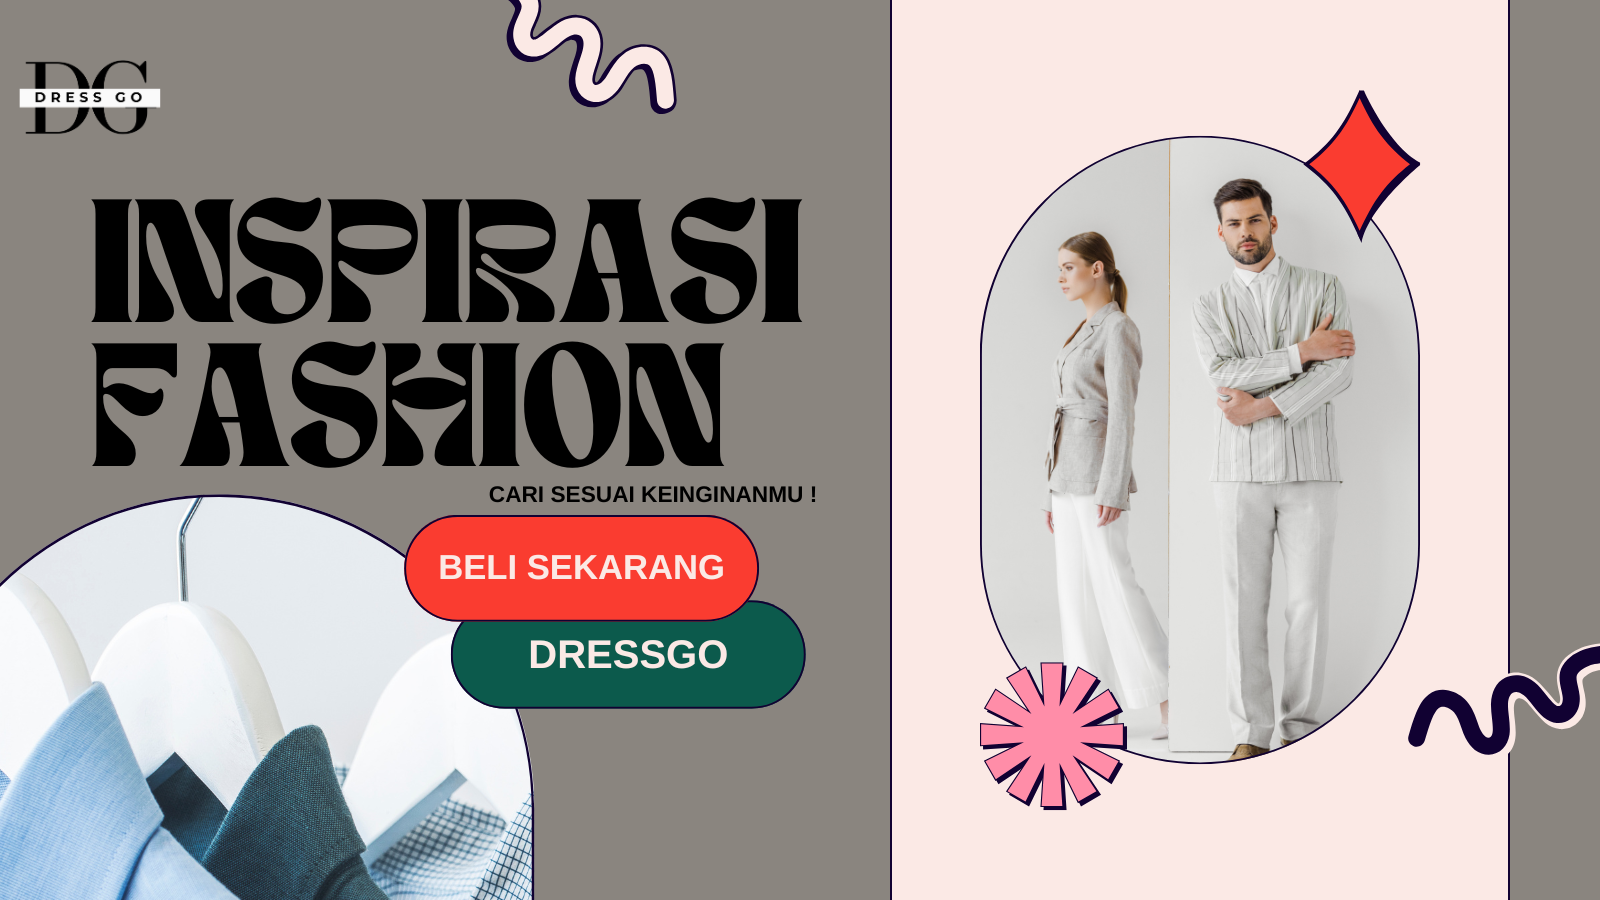 DG
DRESS GO
INSPIRASI
FASHION
CARI SESUAI KEINGINANMU !
BELI SEKARANG
DRESSGO